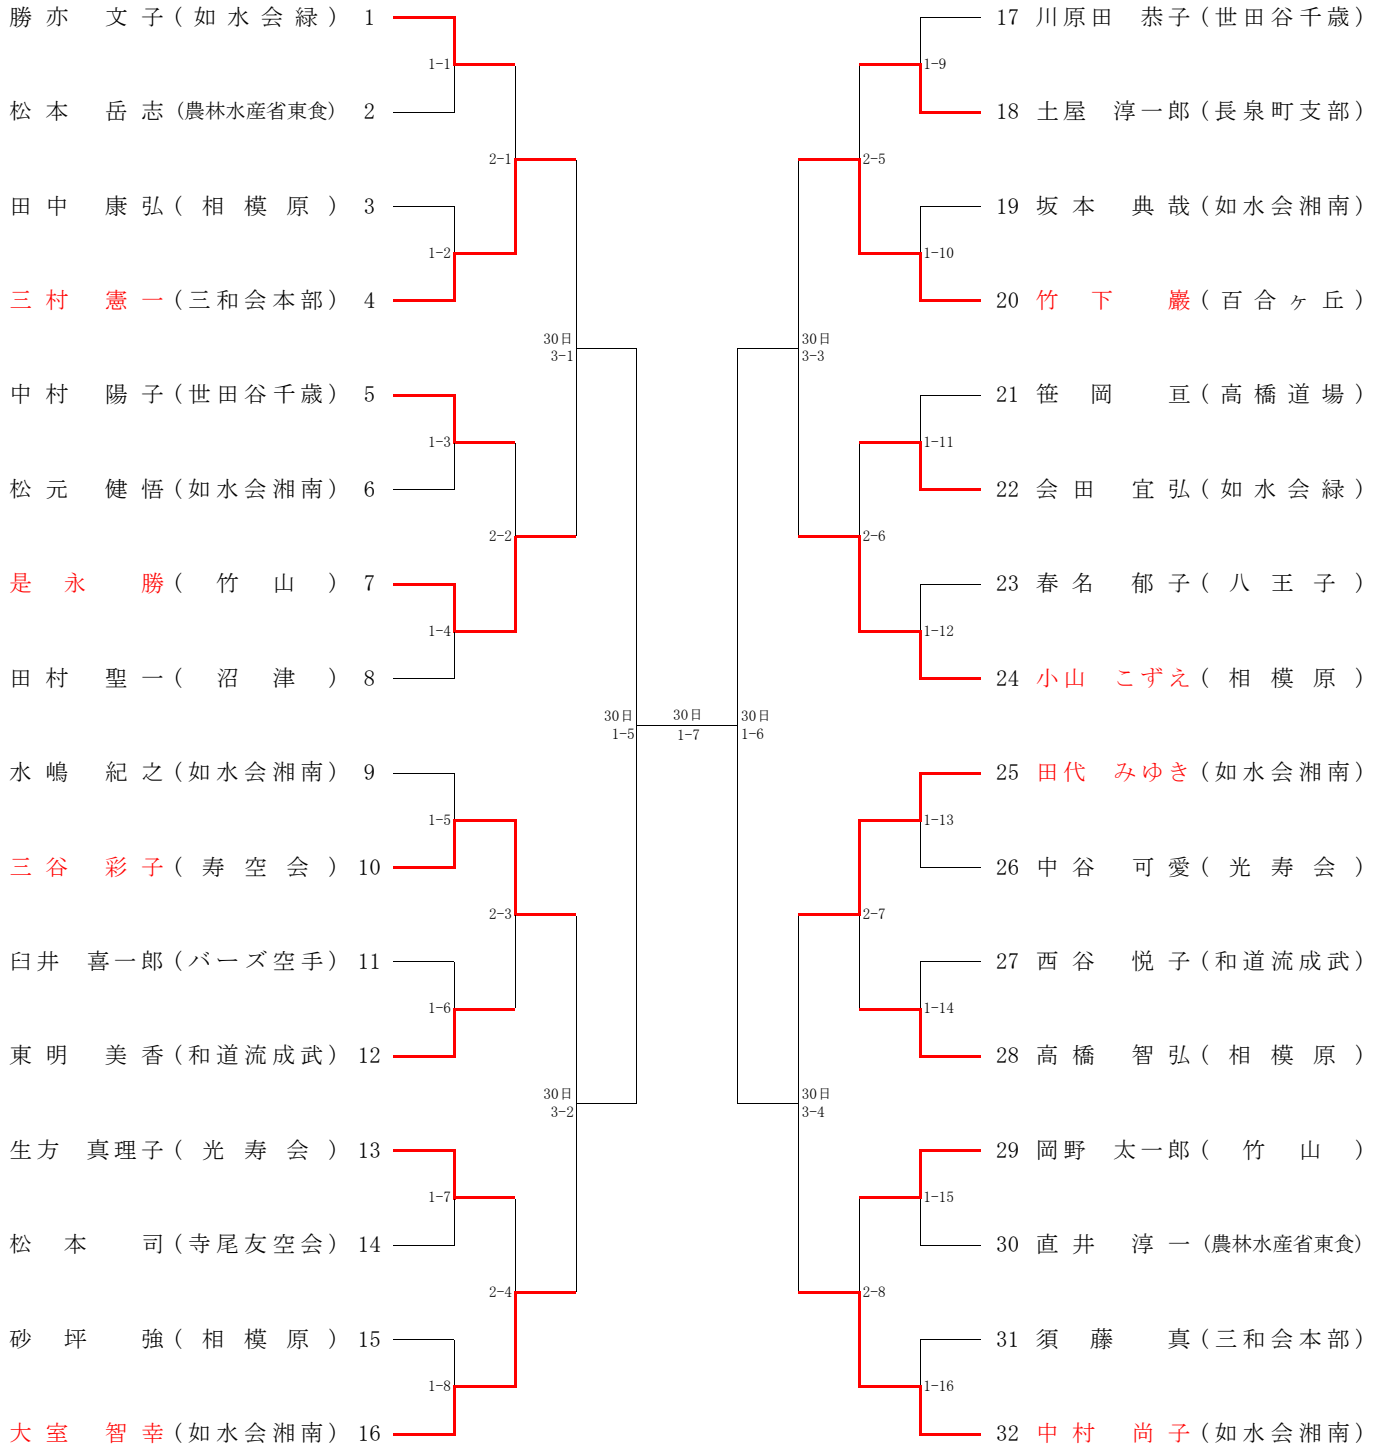 勝亦 文子(如水会緑) 1
1-1
松本 岳志(農林水産省東食) 2
2-1
田中 康弘(相模原) 3
1-2
三村 憲一(三和会本部) 4
30日
3-1
中村 陽子(世田谷千歳) 5
1-3
松元 健悟(如水会湘南) 6
2-2
是永 勝(竹山) 7
1-4
田村 聖一(沼津) 8
30日
1-5
水嶋 紀之(如水会湘南) 9
1-5
三谷 彩子(寿空会) 10
2-3
臼井 喜一郎(バーズ空手) 11
1-6
東明 美香(和道流成武) 12
30日
3-2
生方 真理子(光寿会) 13
1-7
松本 司(寺尾友空会) 14
2-4
砂坪 強(相模原) 15
1-8
大室 智幸(如水会湘南) 16
30日
1-7
17 川原田 恭子(世田谷千歳)
1-9
18 土屋 淳一郎(長泉町支部)
2-5
19 坂本 典哉(如水会湘南)
1-10
20 竹下 巌(百合ヶ丘)
30日
3-3
21 笹岡 亘(高橋道場)
1-11
22 会田 宜弘(如水会緑)
2-6
23 春名 郁子(八王子)
1-12
24 小山 こずえ(相模原)
30日
1-6
25 田代 みゆき(如水会湘南)
1-13
26 中谷 可愛(光寿会)
2-7
27 西谷 悦子(和道流成武)
1-14
28 高橋 智弘(相模原)
30日
3-4
29 岡野 太一郎(竹山)
1-15
30 直井 淳一(農林水産省東食)
2-8
31 須藤 真(三和会本部)
1-16
32 中村 尚子(如水会湘南)